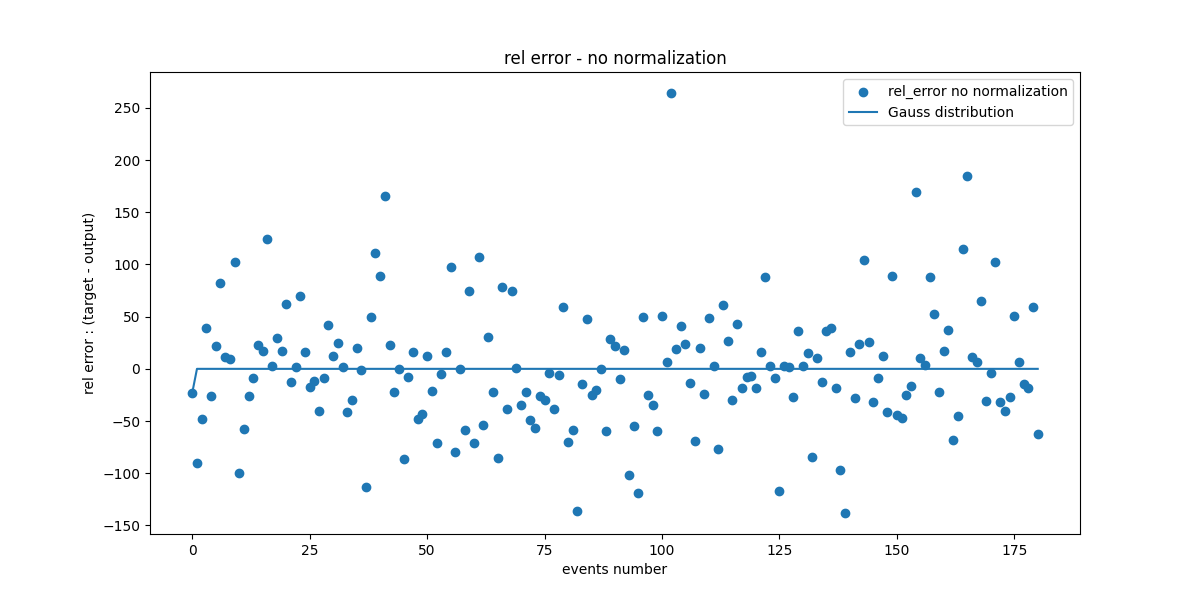 rel error - no normalization
rel_error no normalization
Gauss distribution
rel error : (target - output)
250
200
150
100
50
0
−50
−100
−150
0 25 50 75 100 125 150 175
events number